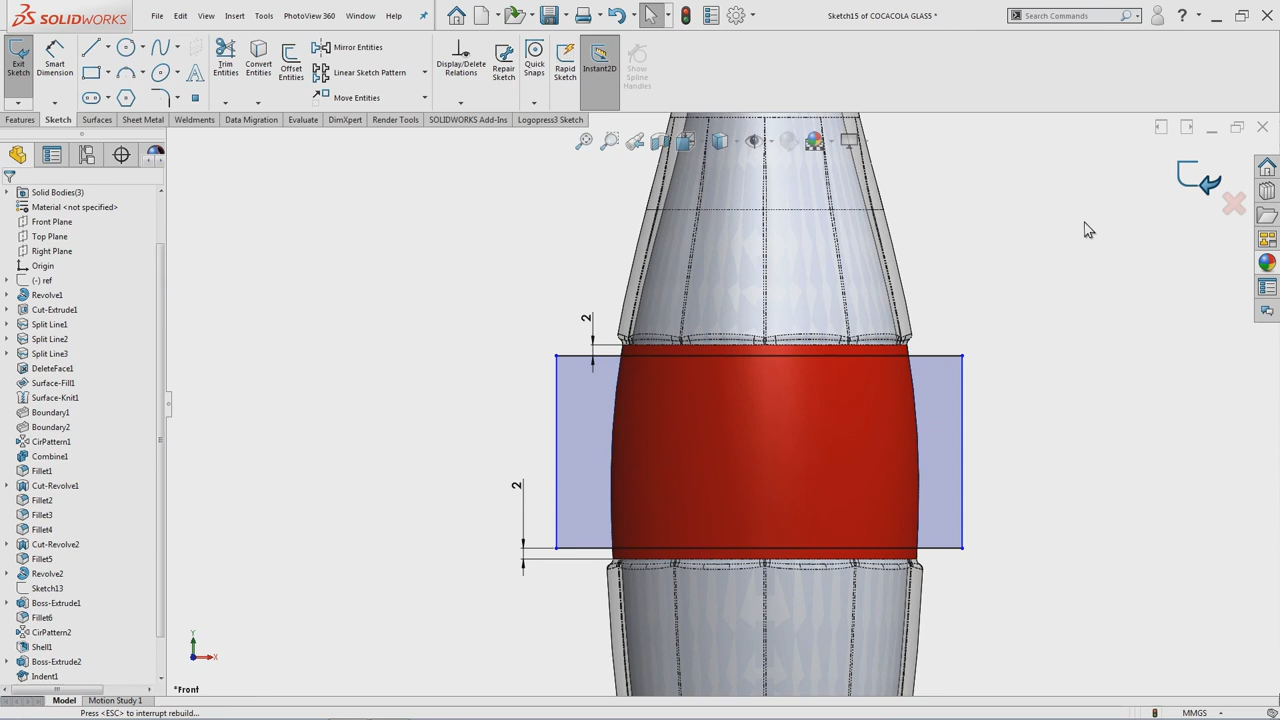 SOLIDWORKS
File Edit View Insert Tools PhotoView 360 Window Help
Sketch15 of COCACOLA GLASS *
Search Commands
?
Exit Sketch
Smart Dimension
Trim Entities
Convert Entities
Offset Entities
Mirror Entities
Linear Sketch Pattern
Move Entities
Display/Delete Relations
Repair Sketch
Quick Snaps
Rapid Sketch
Instant2D
Show Spline Handles
Features Sketch Surfaces Sheet Metal Weldments Data Migration Evaluate DimXpert Render Tools SOLIDWORKS Add-Ins Logopress3 Sketch
Solid Bodies(3)
Material <not specified>
Front Plane
Top Plane
Right Plane
Origin
(-) ref
Revolve1
Cut-Extrude1
Split Line1
Split Line2
Split Line3
DeleteFace1
Surface-Fill1
Surface-Knit1
Boundary1
Boundary2
CirPattern1
Combine1
Fillet1
Cut-Revolve1
Fillet2
Fillet3
Fillet4
Cut-Revolve2
Fillet5
Revolve2
Sketch13
Boss-Extrude1
Fillet6
CirPattern2
Shell1
Boss-Extrude2
Indent1
2
2
Y
X
*Front
Model Motion Study 1
Press <ESC> to interrupt rebuild...
MMGS